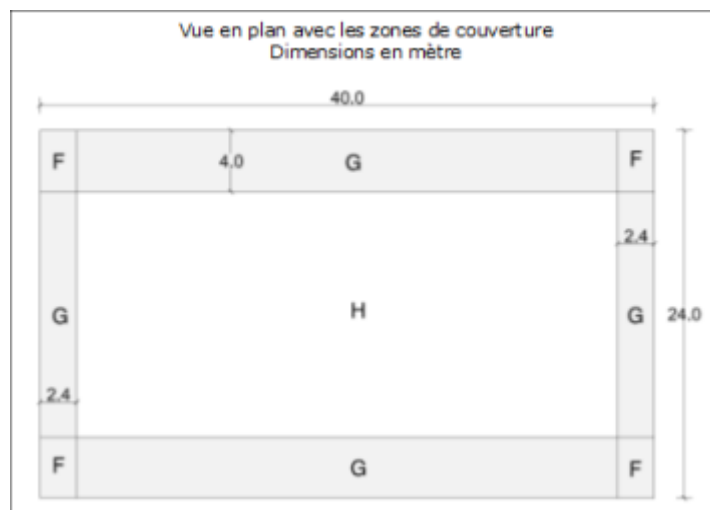 Vue en plan avec les zones de couverture
Dimensions en mètre
40.0
F
4.0
G
F
2.4
G
H
G
24.0
2.4
F
G
F